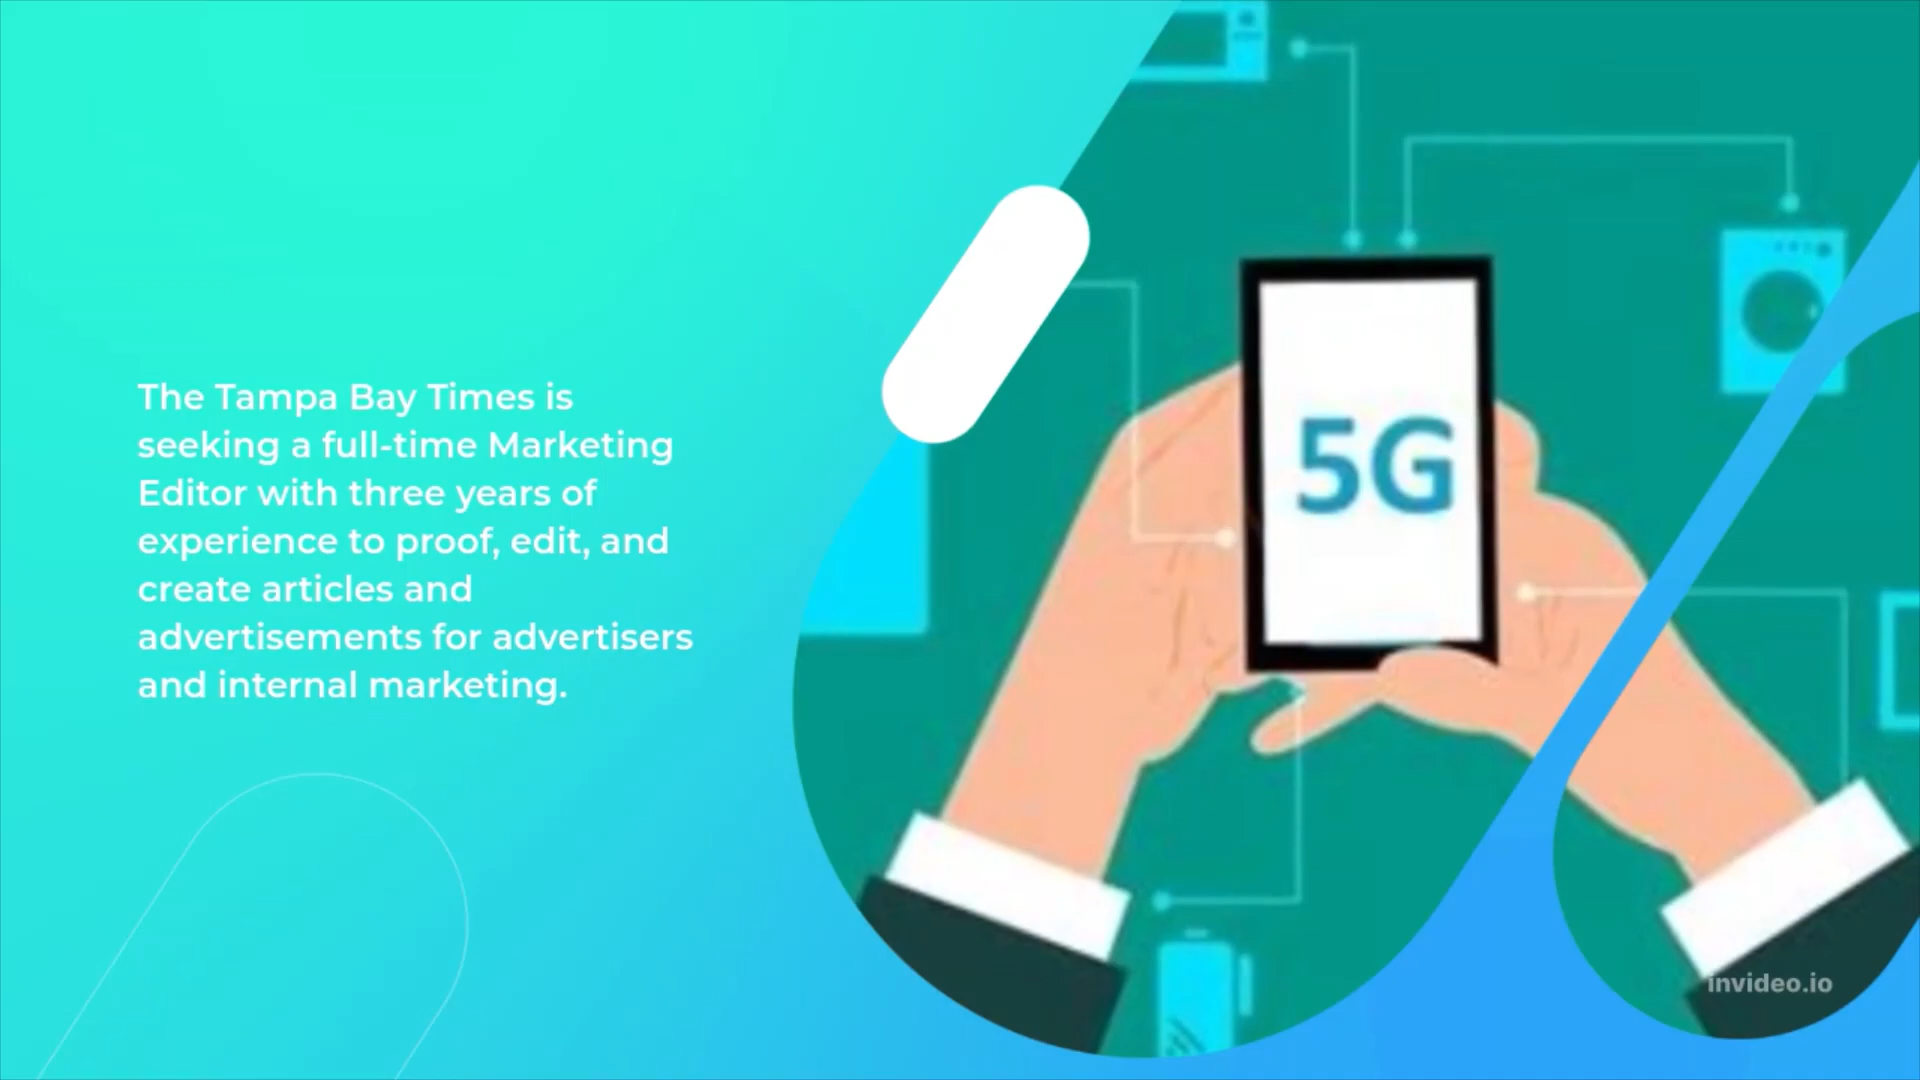 The Tampa Bay Times is
seeking a full-time Marketing
Editor with three years of
experience to proof, edit, and
create articles and
advertisements for advertisers
and internal marketing.
5G
invideo.io